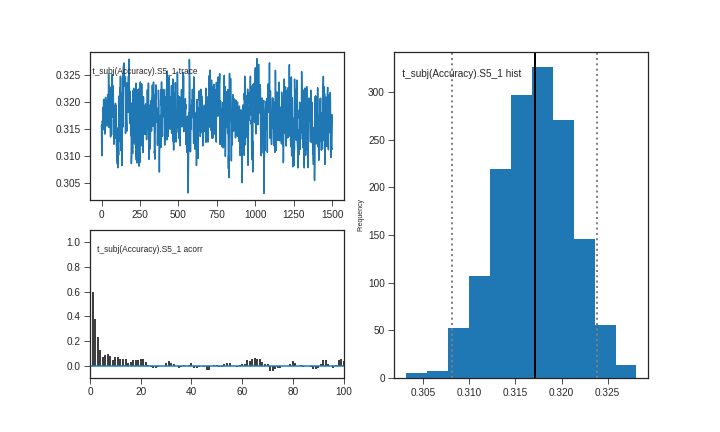 t_subj(Accuracy).S5_1 trace
0.325
0.320
0.315
0.310
0.305
0 250 500 750 1000 1250 1500
t_subj(Accuracy).S5_1 acorr
1.0
0.8
0.6
0.4
0.2
0.0
0 20 40 60 80 100
t_subj(Accuracy).S5_1 hist
Frequency
300
250
200
150
100
50
0
0.305 0.310 0.315 0.320 0.325